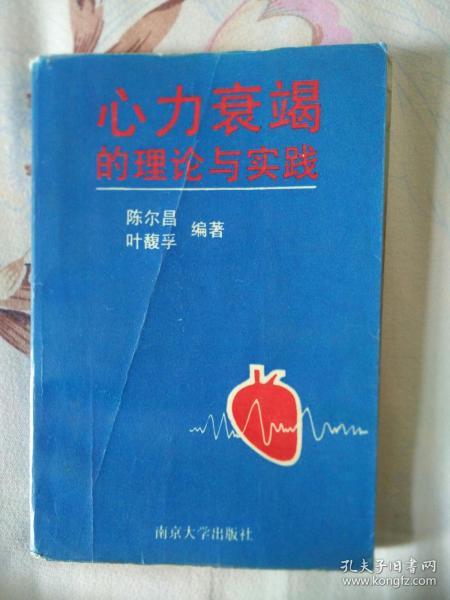 心力衰竭
的理论与实践
陈尔昌
叶馥孚
编著
南京大学出版社
孔夫子旧书网
www.kongfz.com